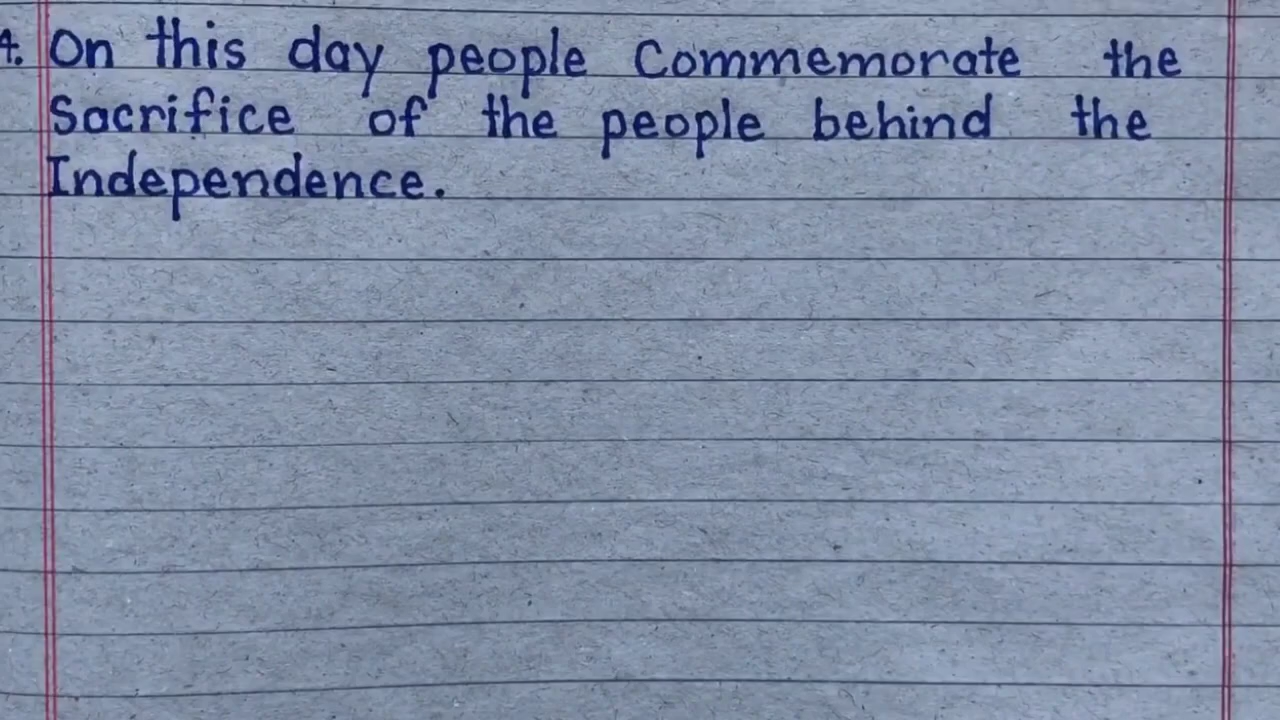 4. On this day people Commemorate the
Sacrifice of the people behind the
Independence.